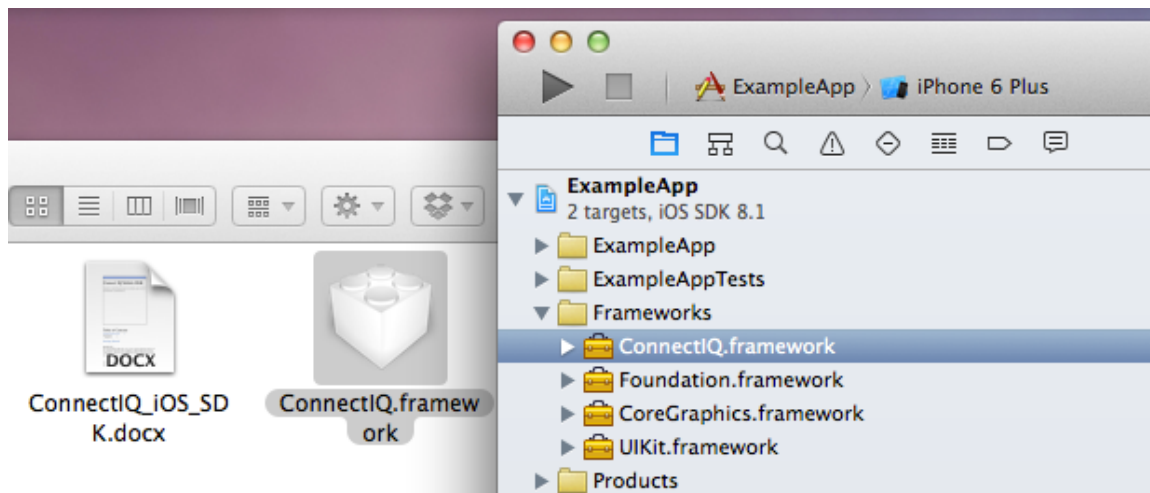 ExampleApp
iPhone 6 Plus
ExampleApp
2 targets, iOS SDK 8.1
ExampleApp
ExampleAppTests
Frameworks
ConnectIQ.framework
Foundation.framework
CoreGraphics.framework
UIKit.framework
Products
DOCX
ConnectIQ_iOS_SD
K.docx
ConnectIQ.framew
ork